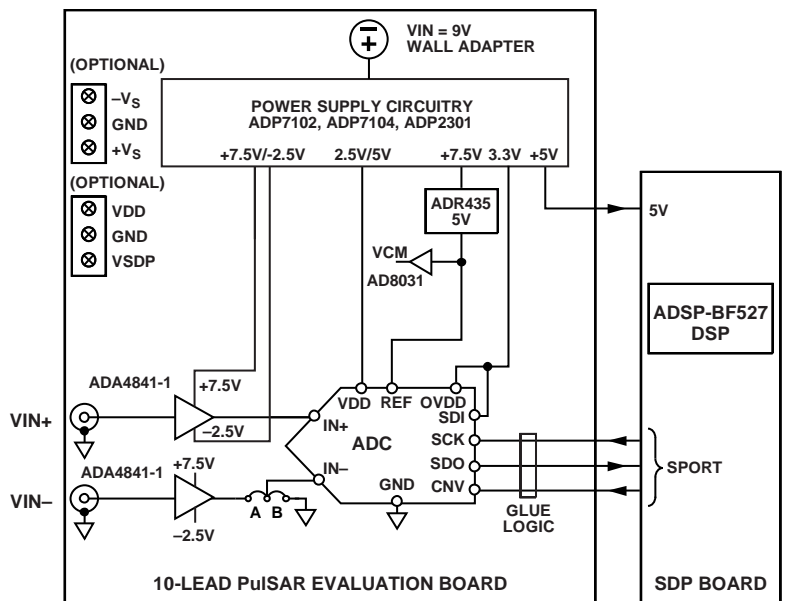 VIN = 9V
WALL ADAPTER
(OPTIONAL)
–VS
GND
+VS
POWER SUPPLY CIRCUITRY
ADP7102, ADP7104, ADP2301
+7.5V/-2.5V 2.5V/5V +7.5V 3.3V +5V
(OPTIONAL)
VDD
GND
VSDP
ADR435
5V
5V
VCM
AD8031
ADSP-BF527
DSP
ADA4841-1
+7.5V
–2.5V
VIN+
VDD REF OVDD
SDI
IN+
ADC
SCK
SDO
CNV
IN–
GND
GLUE
LOGIC
SPORT
ADA4841-1
+7.5V
–2.5V
VIN–
A B
10-LEAD PulSAR EVALUATION BOARD
SDP BOARD